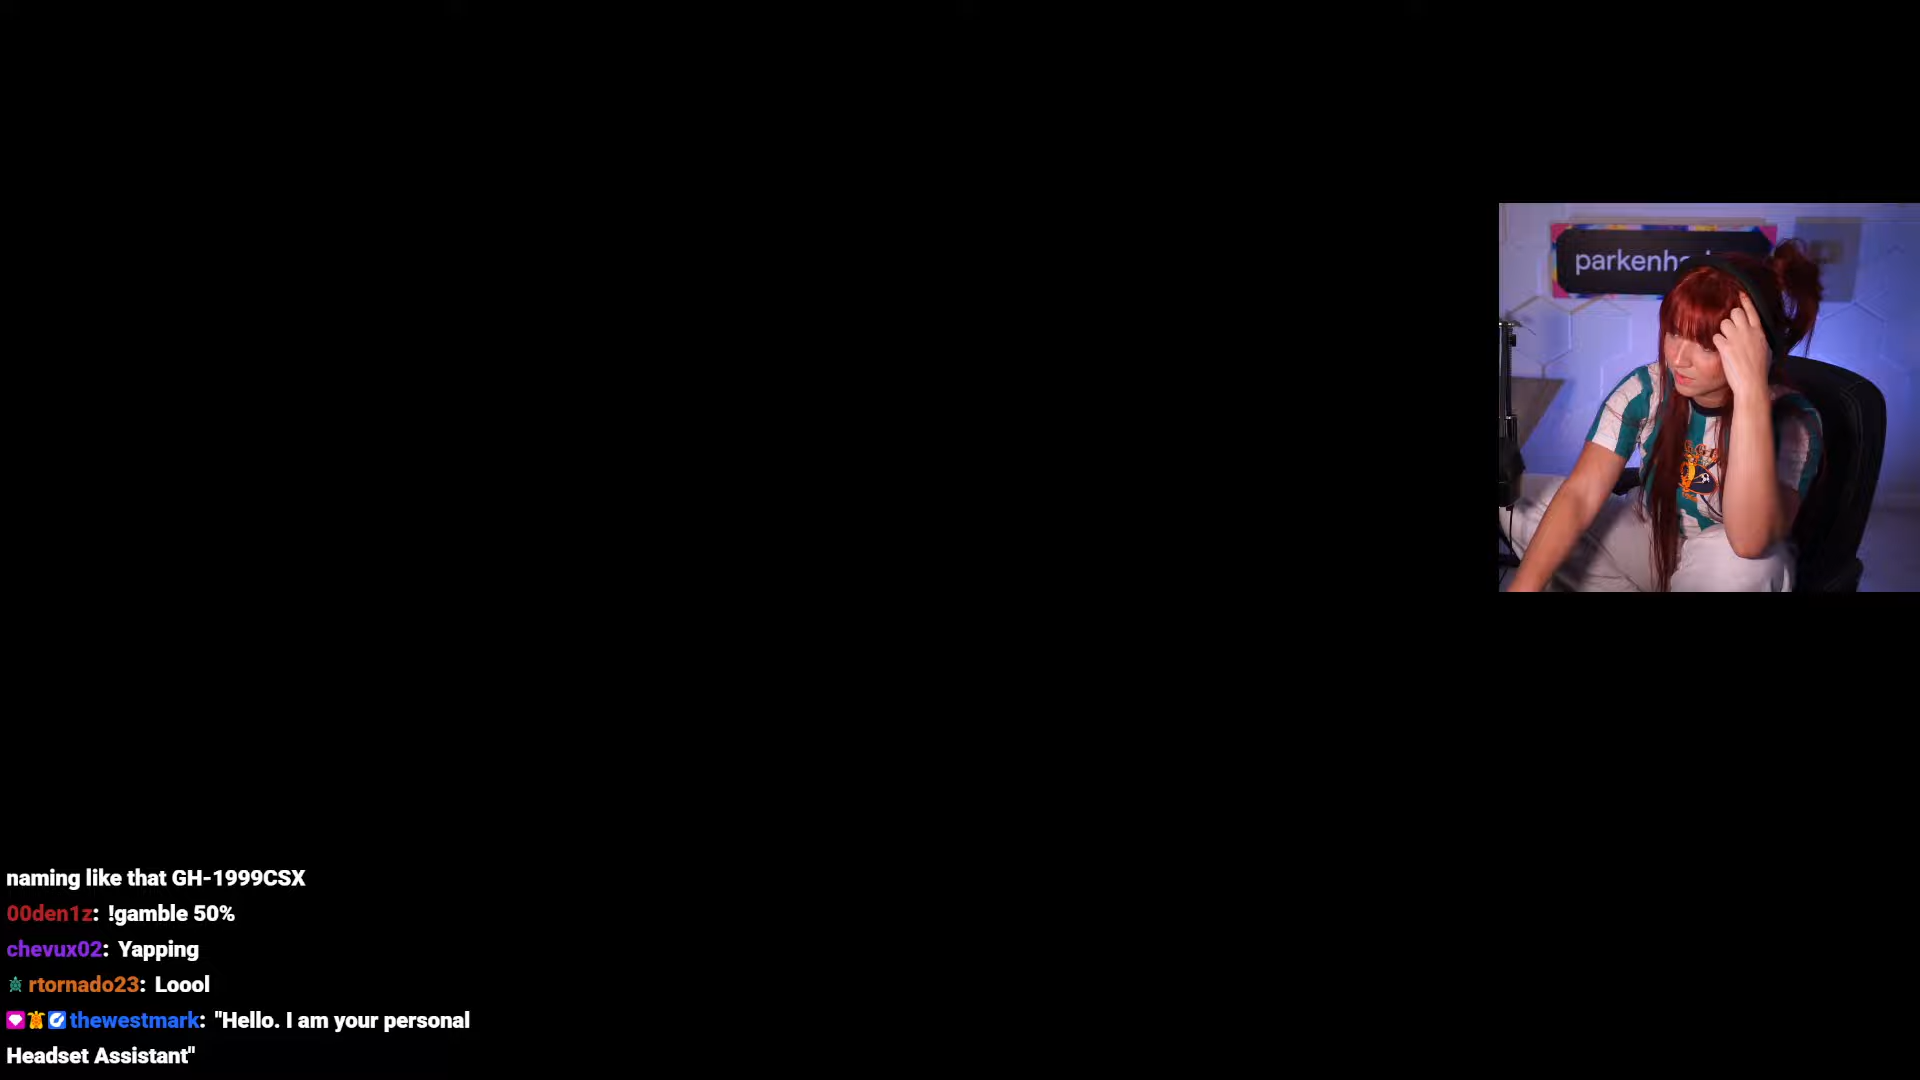 parkenha
naming like that GH-1999CSX
00den1z: !gamble 50%
chevux02: Yapping
rtornado23: Loool
thewestmark: "Hello. I am your personal
Headset Assistant"